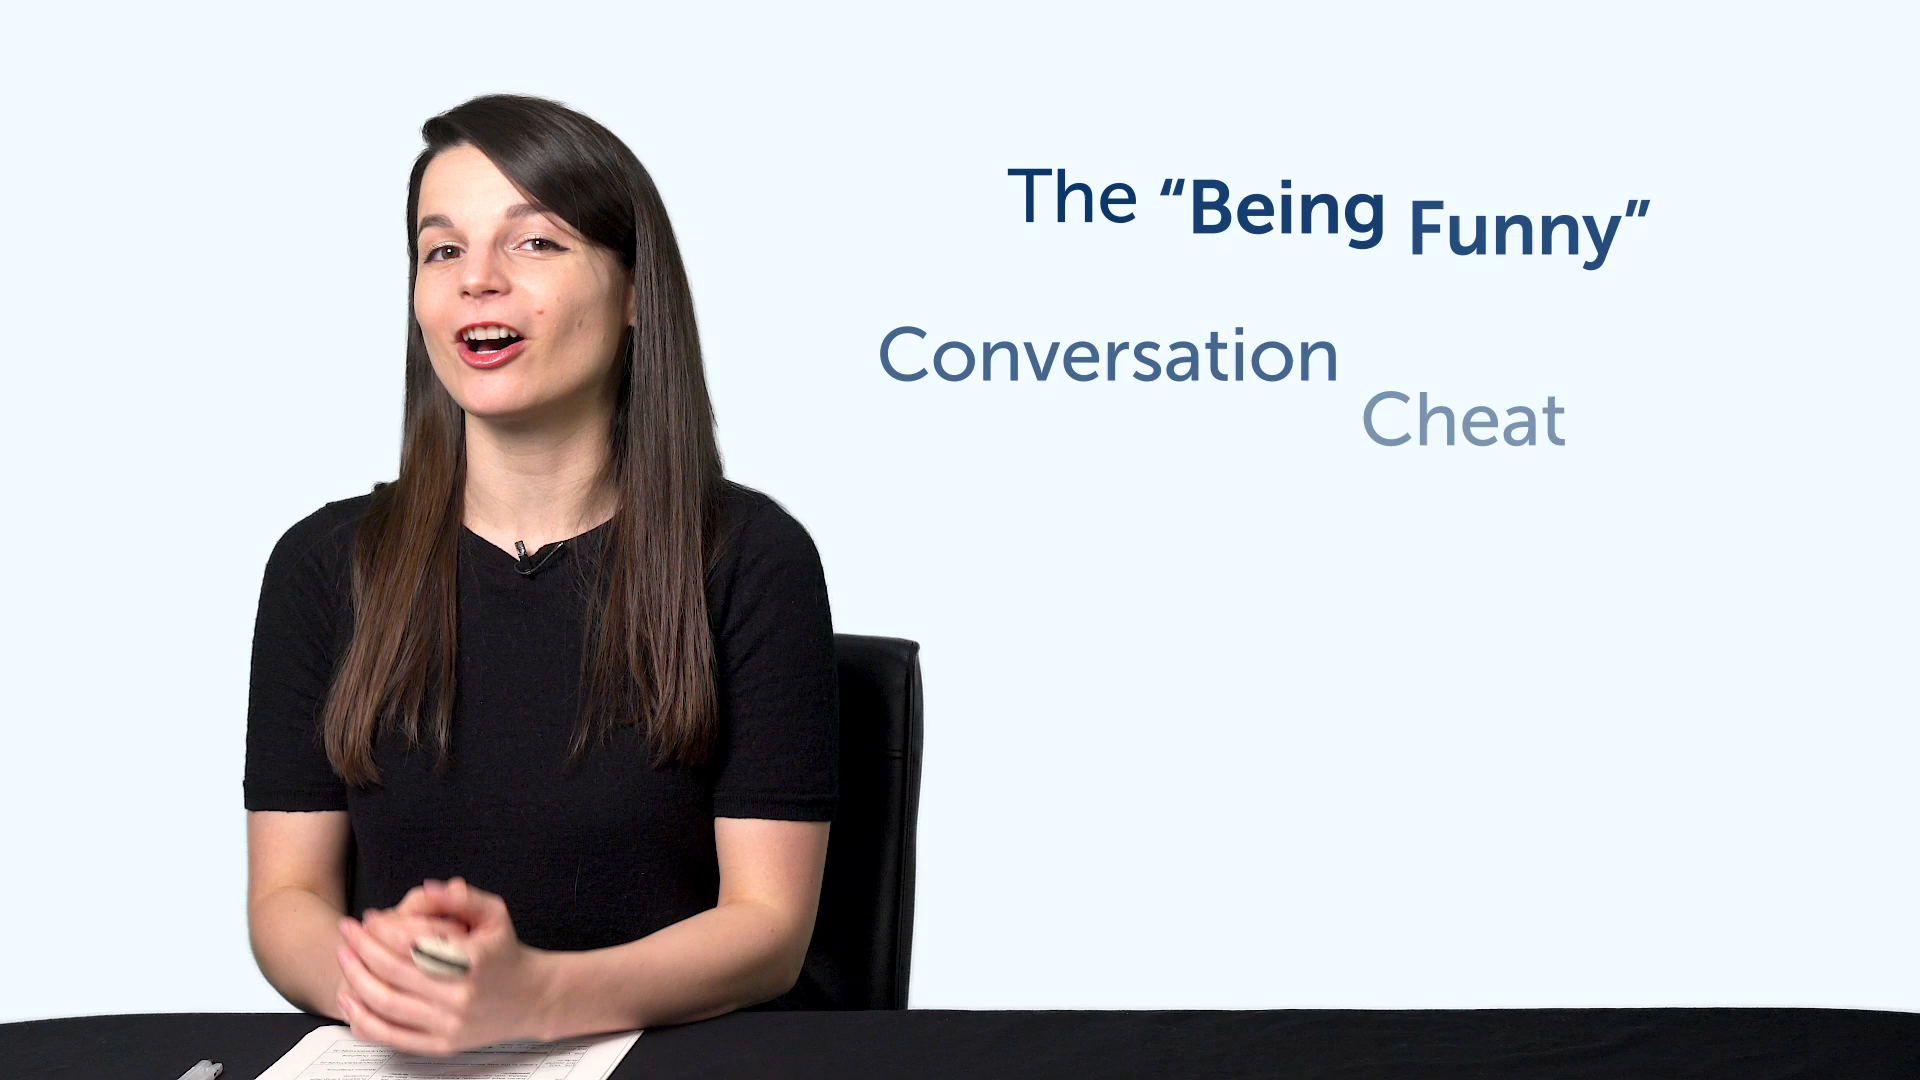 The “Being Funny”
Conversation Cheat